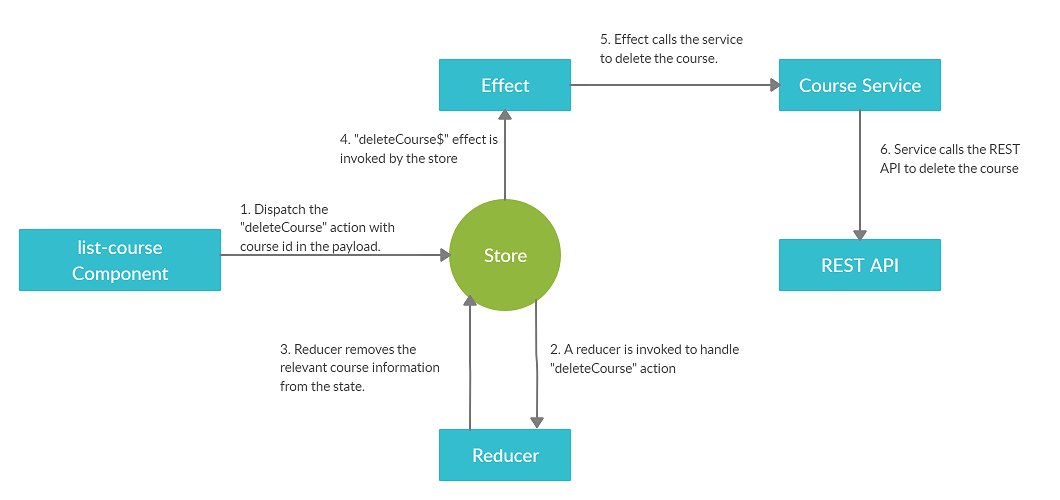 5. Effect calls the service
to delete the course.
Effect
Course Service
4. "deleteCourse$" effect is
invoked by the store
6. Service calls the REST
API to delete the course
1. Dispatch the
"deleteCourse" action with
course id in the payload.
list-course
Component
Store
REST API
3. Reducer removes the
relevant course information
from the state.
2. A reducer is invoked to handle
"deleteCourse" action
Reducer